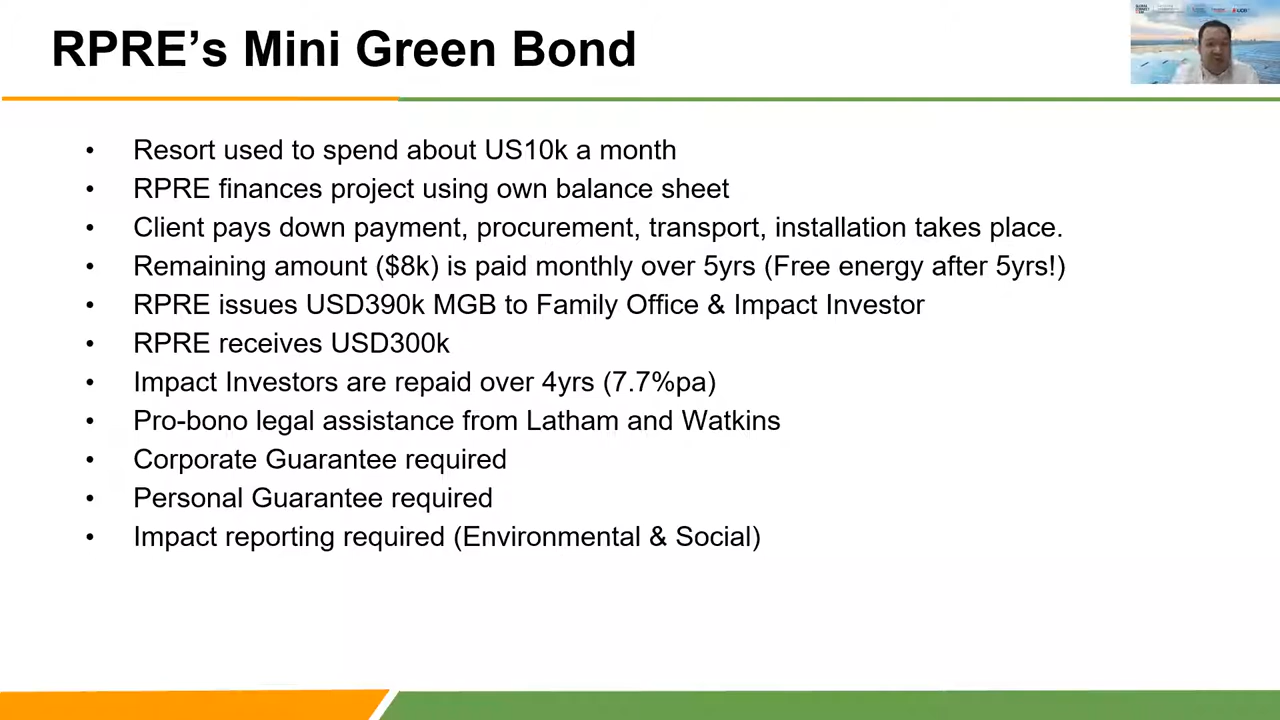 RPRE's Mini Green Bond
• Resort used to spend about US10k a month
• RPRE finances project using own balance sheet
• Client pays down payment, procurement, transport, installation takes place.
• Remaining amount ($8k) is paid monthly over 5yrs (Free energy after 5yrs!)
• RPRE issues USD390k MGB to Family Office & Impact Investor
• RPRE receives USD300k
• Impact Investors are repaid over 4yrs (7.7%pa)
• Pro-bono legal assistance from Latham and Watkins
• Corporate Guarantee required
• Personal Guarantee required
• Impact reporting required (Environmental & Social)